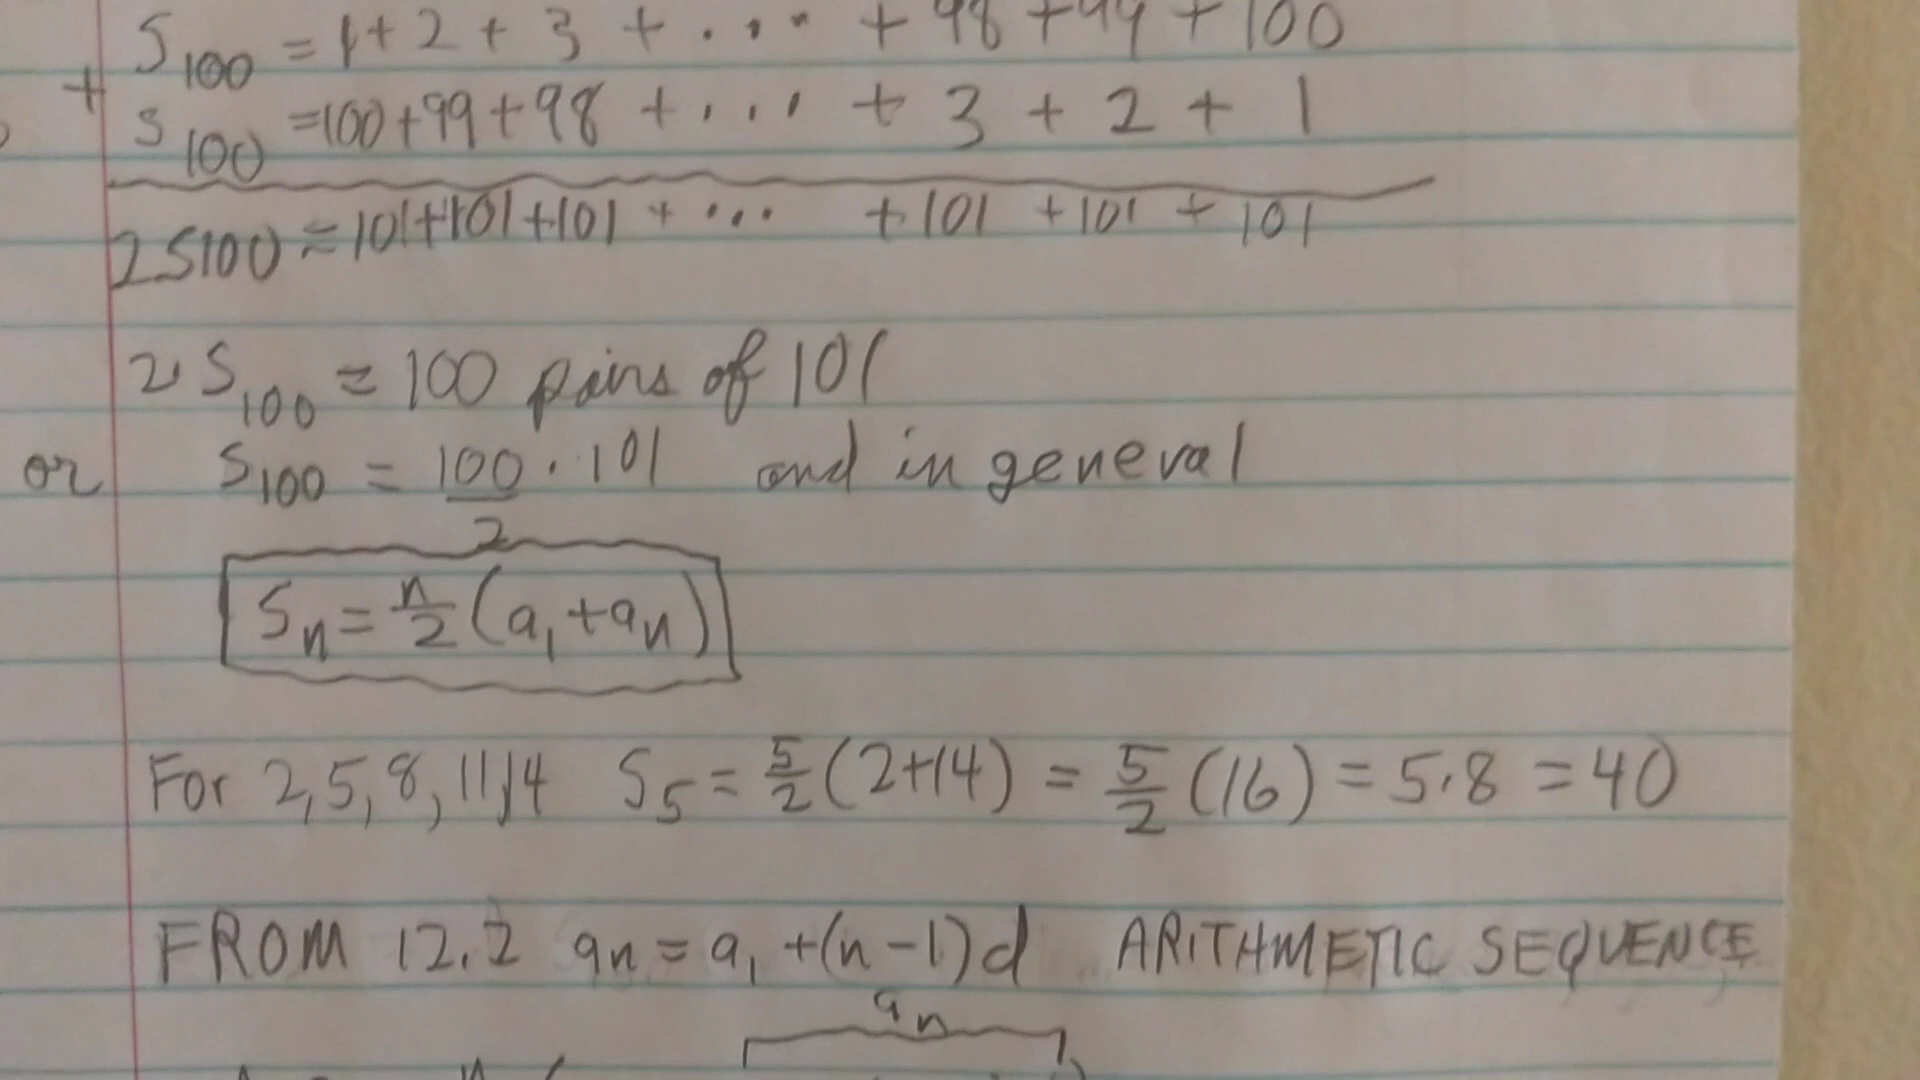 S100 = 1 + 2 + 3 + . . . + 98 + 99 + 100
+ S100 = 100 + 99 + 98 + . . . + 3 + 2 + 1
2S100 = 101 + 101 + 101 + ... + 101 + 101 + 101
2 S100 = 100 pairs of 101
or S100 = 100/2 · 101 and in general
Sn = n/2 (a1 + an)
For 2, 5, 8, 11, 14 S5 = 5/2 (2+14) = 5/2 (16) = 5·8 = 40
FROM 12.2 an = a1 + (n-1)d ARITHMETIC SEQUENCE
an